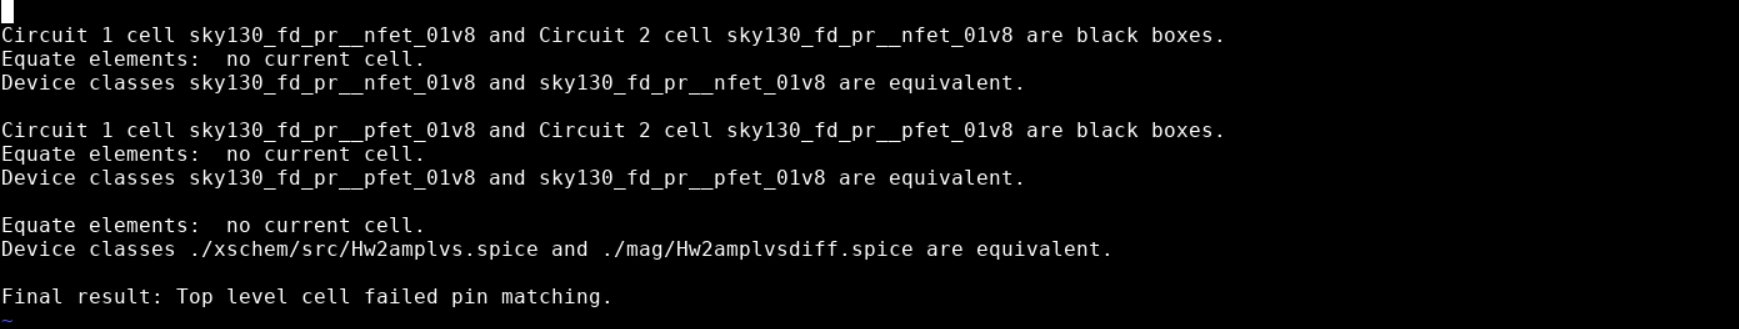 Circuit 1 cell sky130_fd_pr__nfet_01v8 and Circuit 2 cell sky130_fd_pr__nfet_01v8 are black boxes.
Equate elements:  no current cell.
Device classes sky130_fd_pr__nfet_01v8 and sky130_fd_pr__nfet_01v8 are equivalent.
Circuit 1 cell sky130_fd_pr__pfet_01v8 and Circuit 2 cell sky130_fd_pr__pfet_01v8 are black boxes.
Equate elements:  no current cell.
Device classes sky130_fd_pr__pfet_01v8 and sky130_fd_pr__pfet_01v8 are equivalent.
Equate elements:  no current cell.
Device classes ./xschem/src/Hw2amplvs.spice and ./mag/Hw2amplvsdiff.spice are equivalent.
Final result: Top level cell failed pin matching.
~